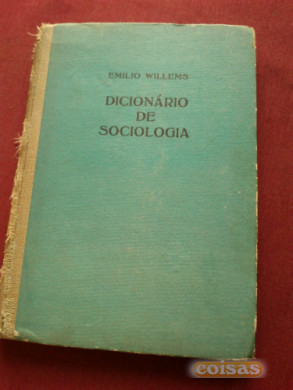 EMILIO WILLEMS
DICIONÁRIO
DE
SOCIOLOGIA
coisas